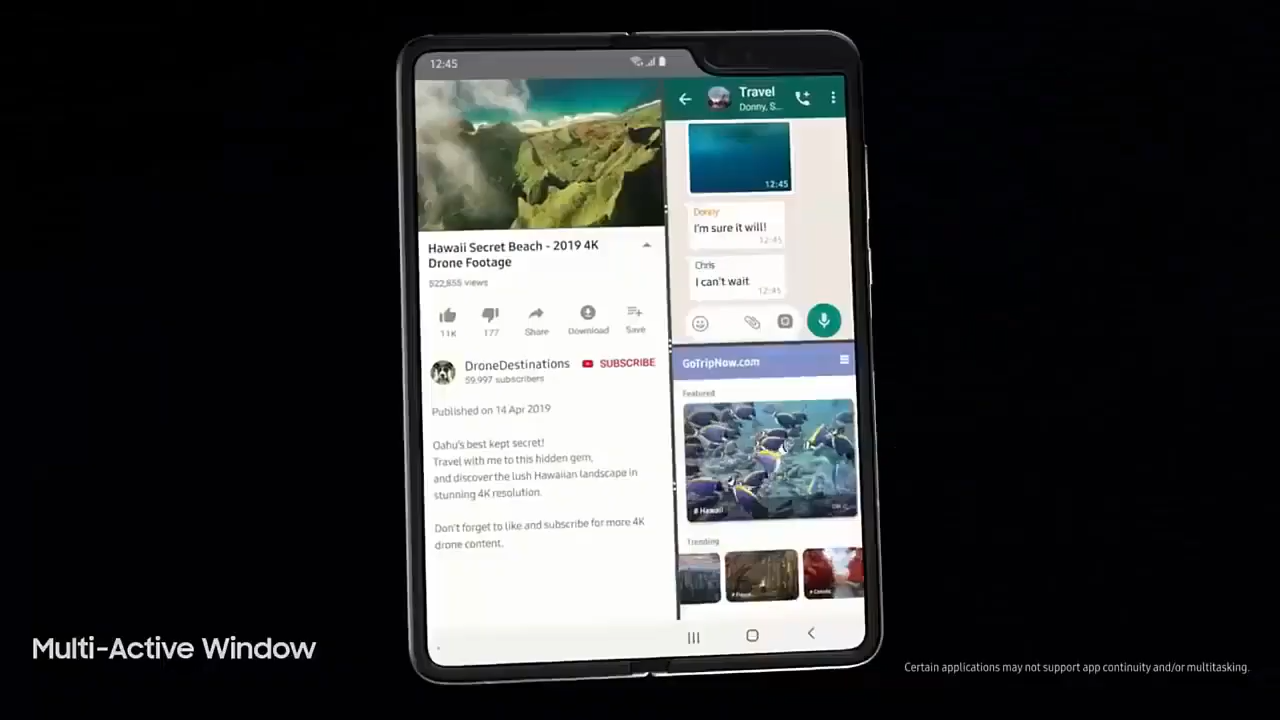 12:45
Hawaii Secret Beach - 2019 4K
Drone Footage
522,855 views
11K
177
Share
Download
Save
DroneDestinations
SUBSCRIBE
59,997 subscribers
Published on 14 Apr 2019
Oahu's best kept secret!
Travel with me to this hidden gem,
and discover the lush Hawaiian landscape in
stunning 4K resolution.
Don't forget to like and subscribe for more 4K
drone content.
Travel
Donny, S...
12:45
Donny
I'm sure it will!
12:45
Chris
I can't wait
12:45
GoTripNow.com
Featured
# Hawaii
Trending
Multi-Active Window
Certain applications may not support app continuity and/or multitasking.